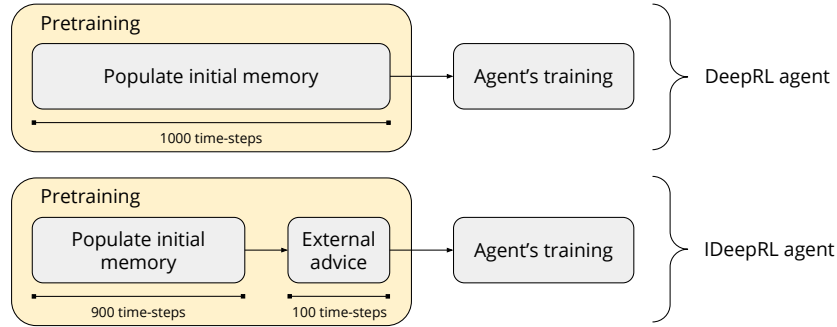 Pretraining
Populate initial memory
1000 time-steps
Agent's training
DeepRL agent
Pretraining
Populate initial
memory
900 time-steps
External
advice
100 time-steps
Agent's training
IDeepRL agent